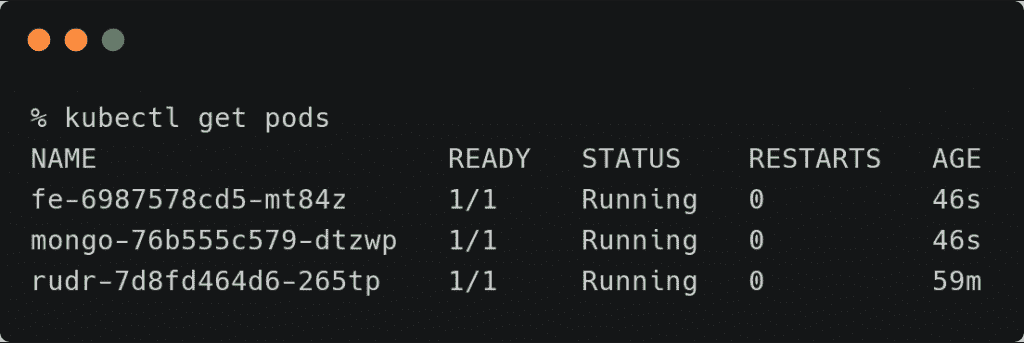 % kubectl get pods
NAME                     READY   STATUS    RESTARTS   AGE
fe-6987578cd5-mt84z      1/1     Running   0          46s
mongo-76b555c579-dtzwp   1/1     Running   0          46s
rudr-7d8fd464d6-265tp    1/1     Running   0          59m